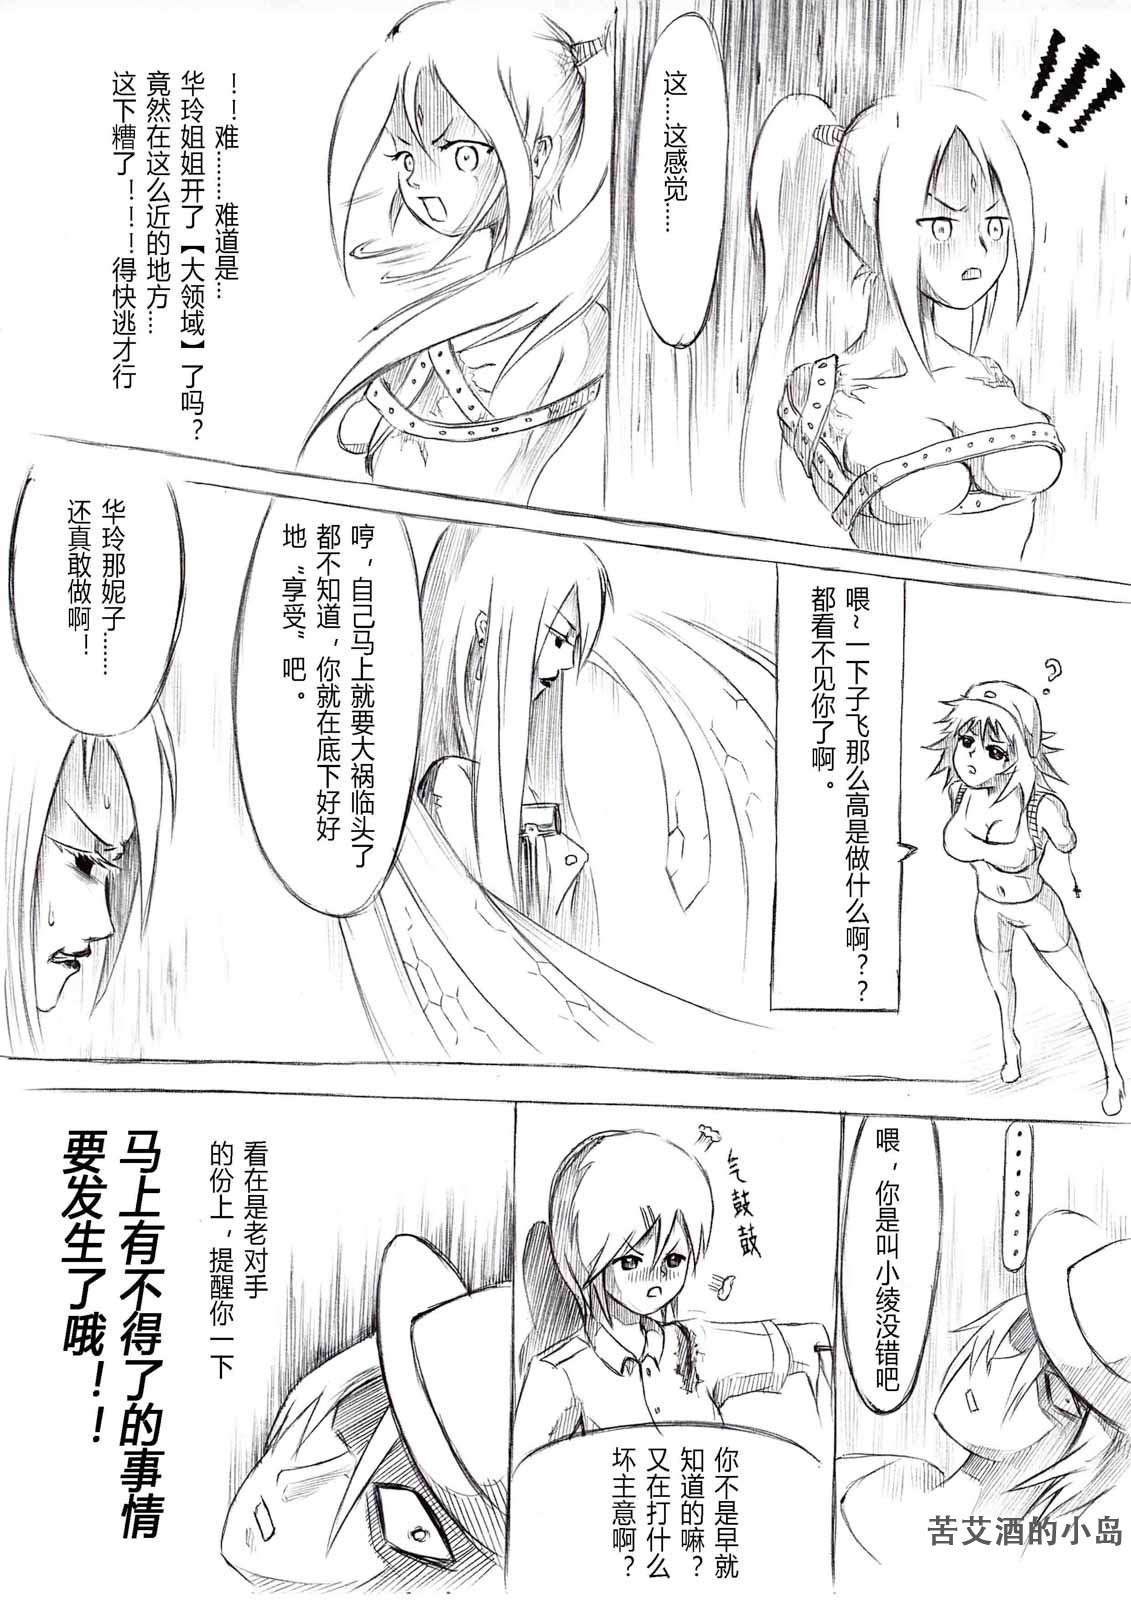 !!!!
这……这感觉……
!!难……难道是…
华玲姐姐开了【大领域】了吗?
竟然在这么近的地方…
这下糟了!!!!得快逃才行
?
喂~一下子飞那么高是做什么啊??
都看不见你了啊。
哼,自己马上就要大祸临头了
都不知道,你就在底下好好
地“享受”吧。
华玲那妮子……
还真敢做啊!
………
喂,你是叫小绫没错吧
气鼓鼓
你不是早就
知道的嘛?
又在打什么
坏主意啊?
看在是老对手
的份上,提醒你一下
马上有不得了的事情
要发生了哦!!
苦艾酒的小岛